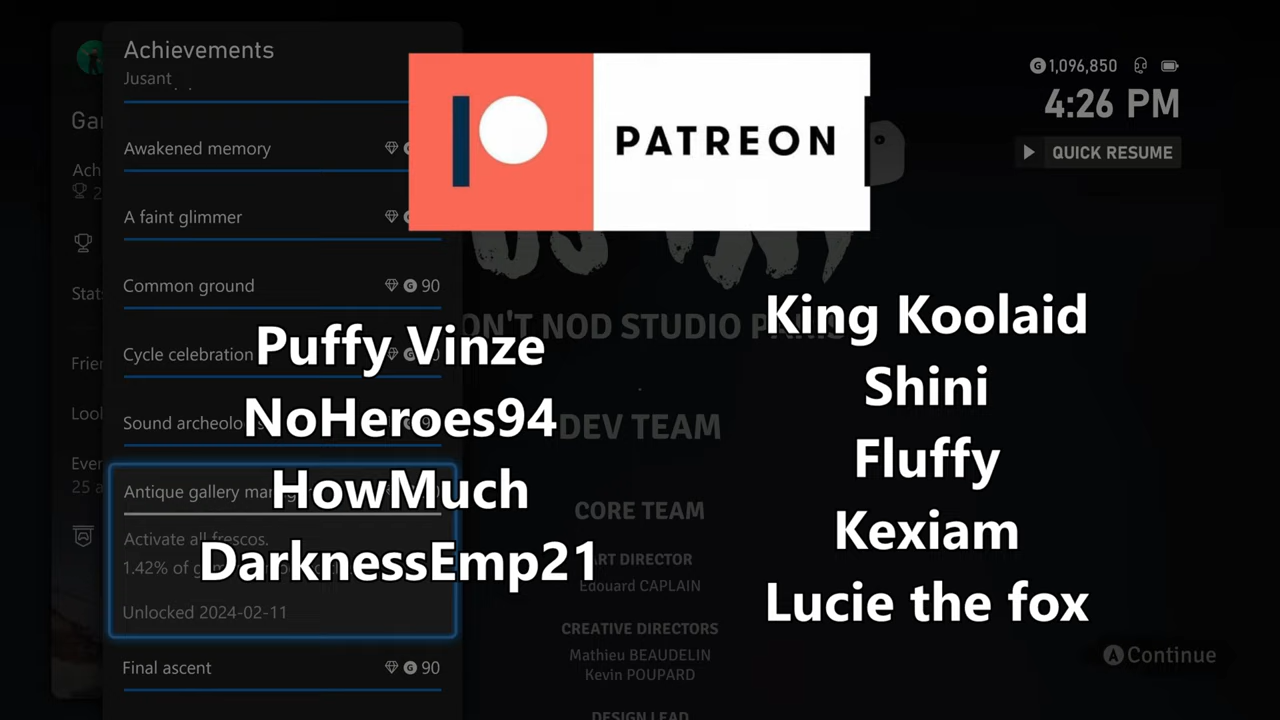 Achievements
Jusant
Awakened memory
A faint glimmer
Common ground
90
Cycle celebration
Sound archeolo
Antique gallery
Activate all frescos.
1.42% of
Unlocked 2024-02-11
Final ascent
90
PATREON
1,096,850
4:26 PM
QUICK RESUME
Puffy Vinze
NoHeroes94
HowMuch
DarknessEmp21
King Koolaid
Shini
Fluffy
Kexiam
Lucie the fox
ON'T NOD STUDIO
DEV TEAM
CORE TEAM
ART DIRECTOR
Edouard CAPLAIN
CREATIVE DIRECTORS
Mathieu BEAUDELIN
Kevin POUPARD
DESIGN LEAD
Continue